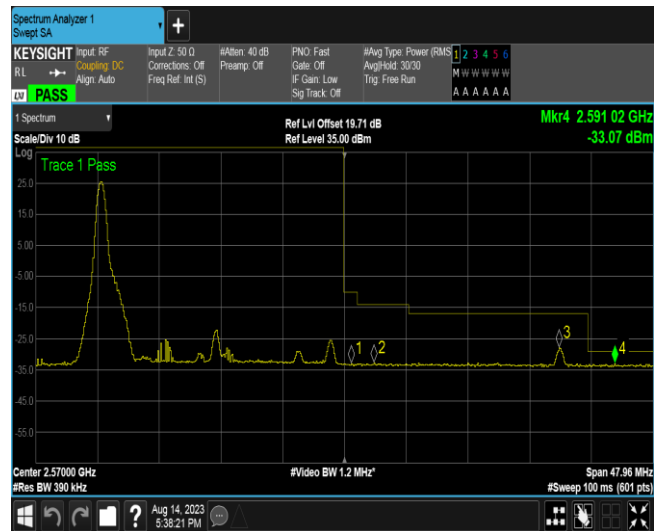 Spectrum Analyzer 1
Swept SA
+
KEYSIGHT
RL
LXI PASS
Input: RF
Coupling: DC
Align: Auto
Input Z: 50 Ω
Corrections: Off
Freq Ref: Int (S)
#Atten: 40 dB
Preamp: Off
PNO: Fast
Gate: Off
IF Gain: Low
Sig Track: Off
#Avg Type: Power (RMS
Avg|Hold: 30/30
Trig: Free Run
1 2 3 4 5 6
M W W W W W
A A A A A A
1 Spectrum
Scale/Div 10 dB
Ref Lvl Offset 19.71 dB
Ref Level 35.00 dBm
Mkr4 2.591 02 GHz
-33.07 dBm
Log
Trace 1 Pass
25.0
15.0
5.00
-5.00
-15.0
-25.0
-35.0
-45.0
-55.0
1
2
3
4
Center 2.57000 GHz
#Res BW 390 kHz
#Video BW 1.2 MHz*
Span 47.96 MHz
#Sweep 100 ms (601 pts)
?
Aug 14, 2023
5:38:21 PM